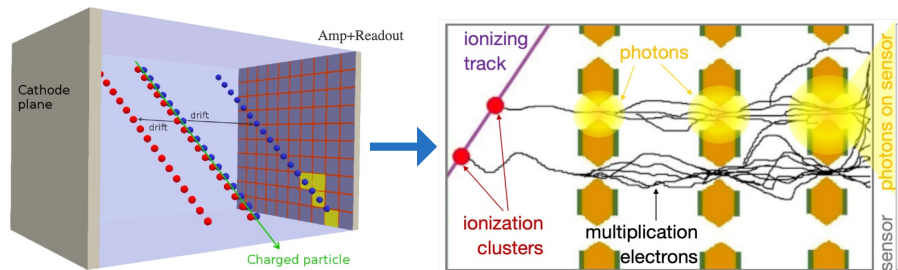 Amp+Readout
Cathode
plane
drift
drift
Charged particle
ionizing
track
photons
ionization
clusters
multiplication
electrons
photons on sensor
sensor